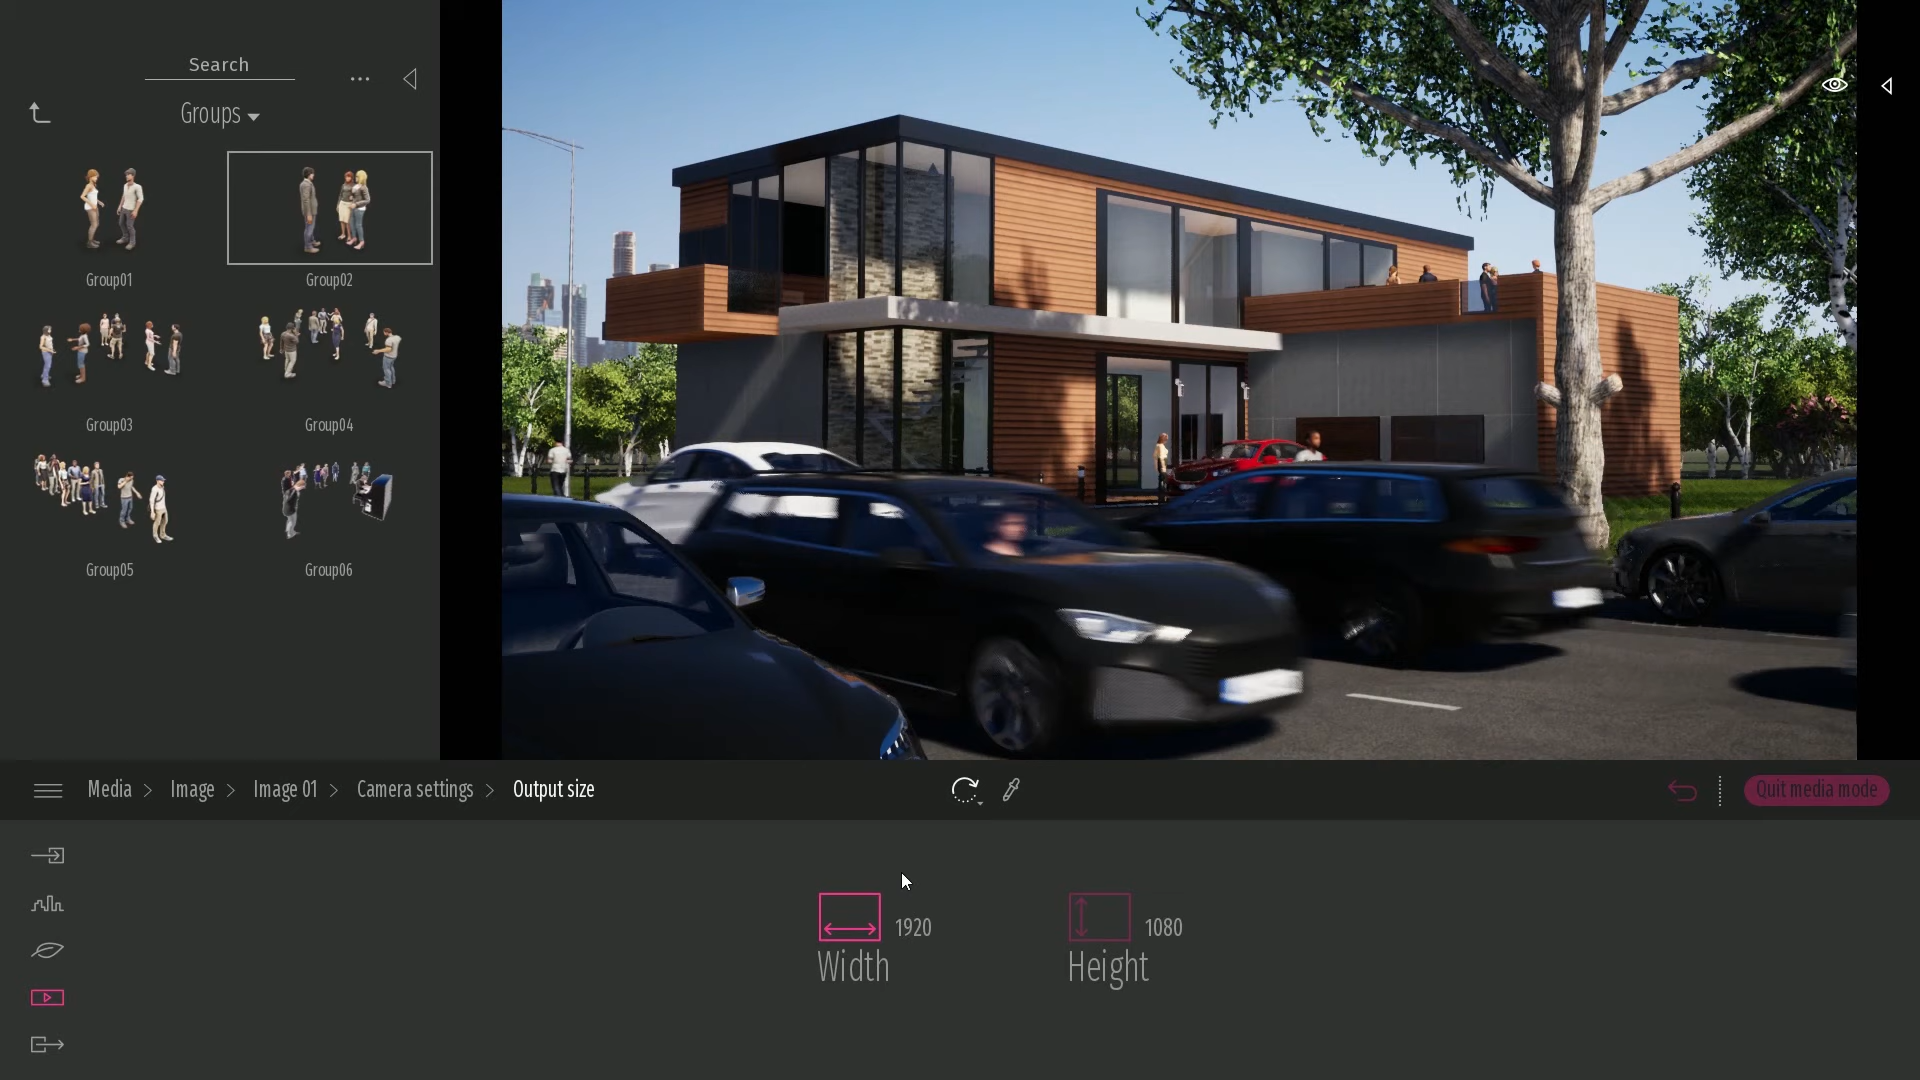 Search
Groups
Group01
Group02
Group03
Group04
Group05
Group06
Media
Image
Image 01
Camera settings
Output size
Quit media mode
1920
1080
Width
Height